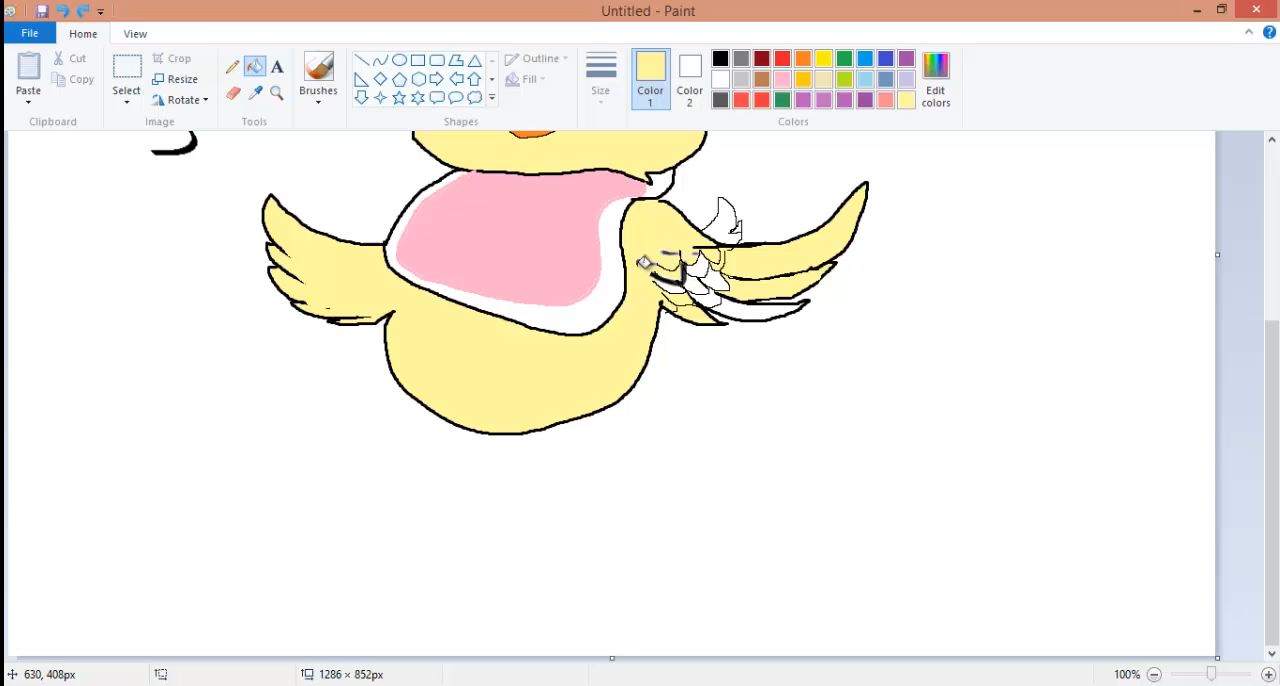 Untitled - Paint
File Home View
Paste
Cut
Copy
Clipboard
Select
Crop
Resize
Rotate
Image
A
Tools
Brushes
Outline
Fill
Shapes
Size
Color 1
Color 2
Edit colors
Colors
630, 408px
1286 × 852px
100%